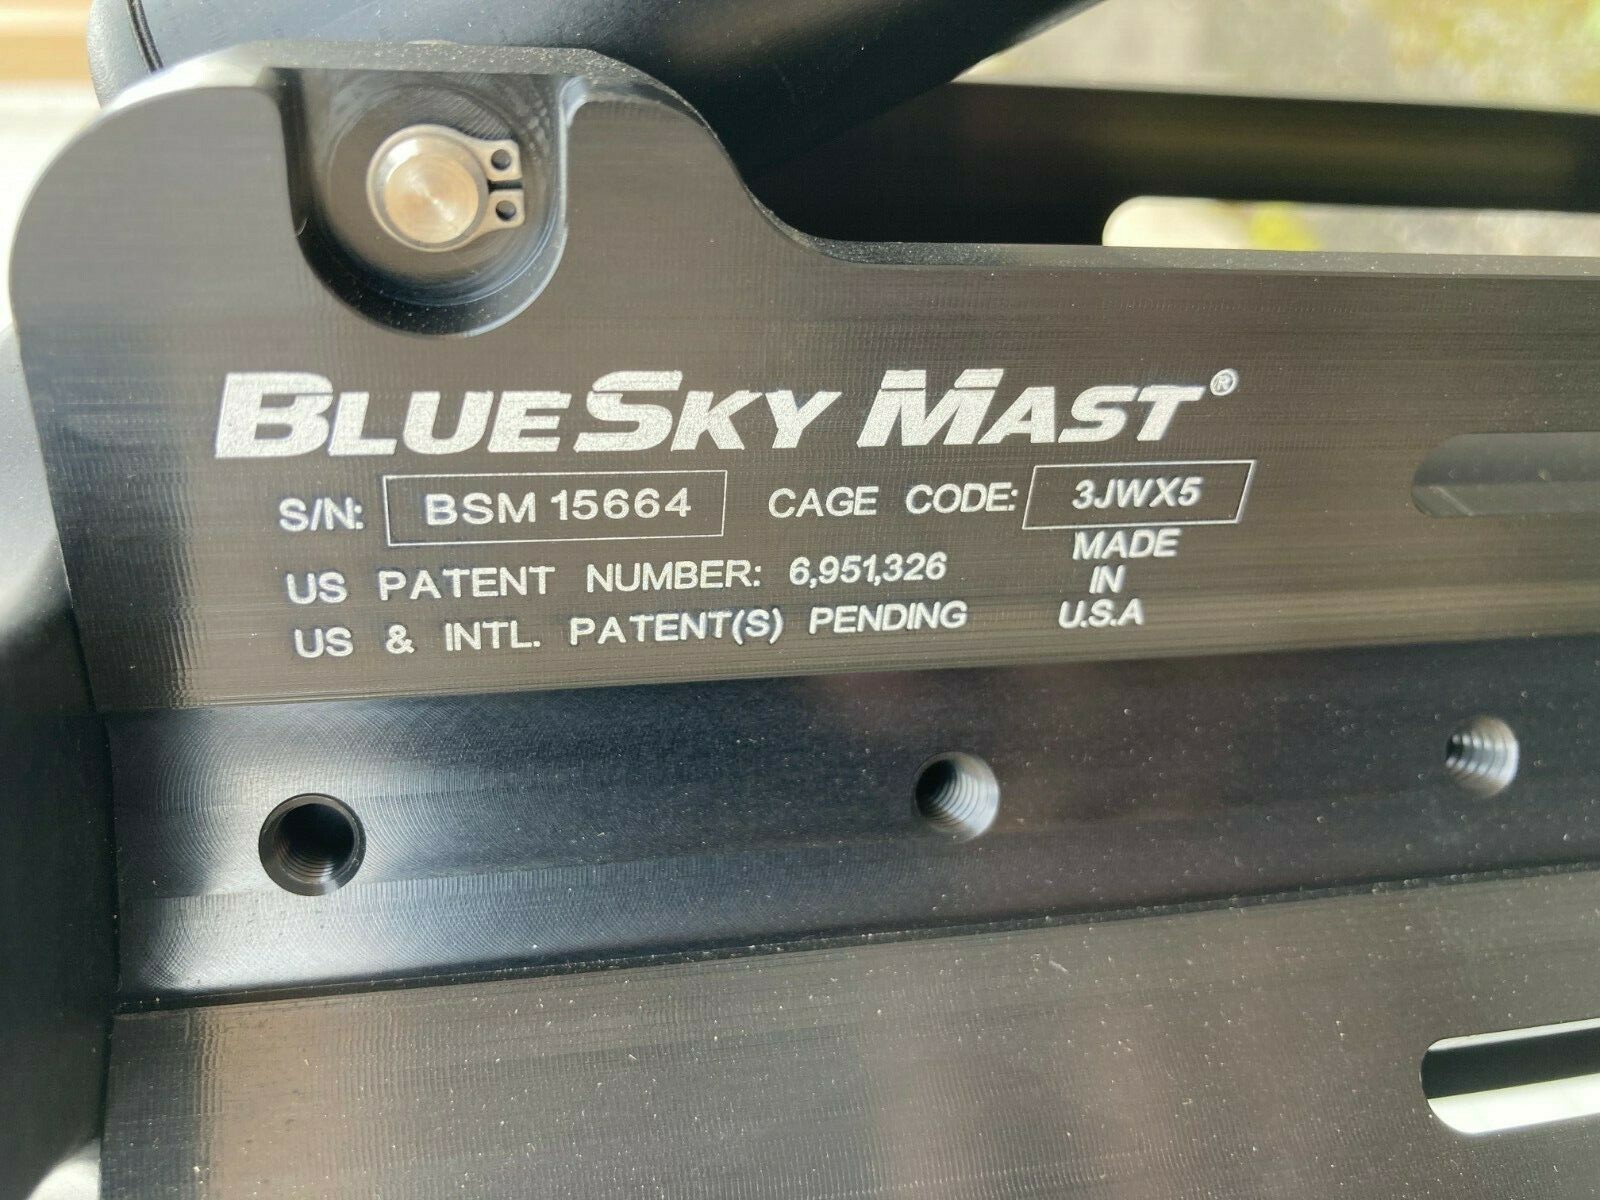 BLUESKY MAST®
S/N: BSM 15664 CAGE CODE: 3JWX5
US PATENT NUMBER: 6,951,326
US & INTL. PATENT(S) PENDING
MADE
IN
U.S.A